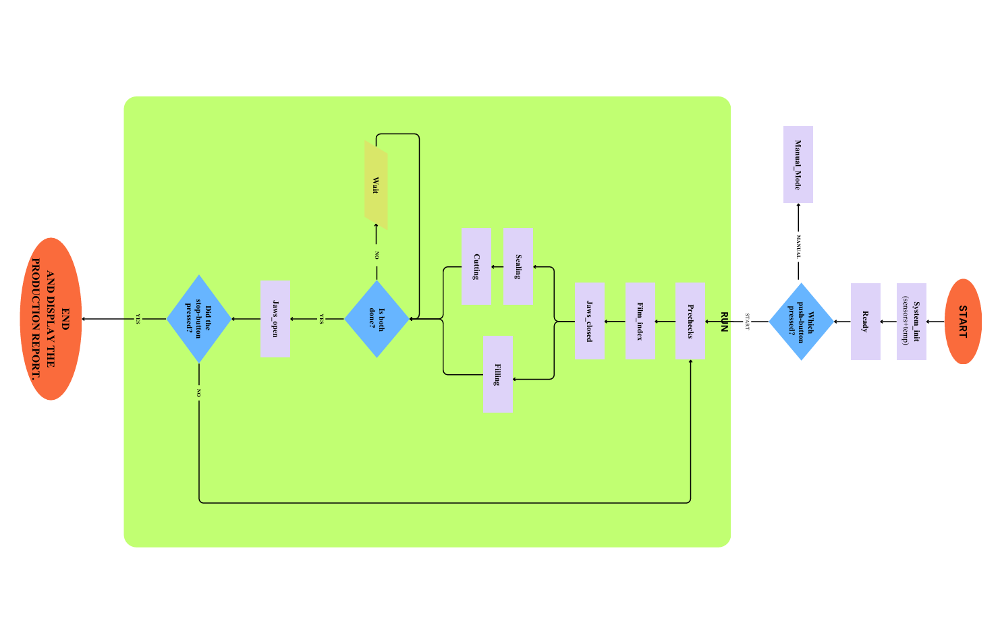 START
System_init
(sensors+temp)
Ready
Which
push-button
pressed?
MANUAL
Manual_Mode
START
RUN
Prechecks
Film_index
Jaws_closed
Sealing
Cutting
Filling
Is both
done?
NO
Wait
YES
Jaws_open
Did the
stop-button
pressed?
NO
YES
END
AND DISPLAY THE
PRODUCTION REPORT.